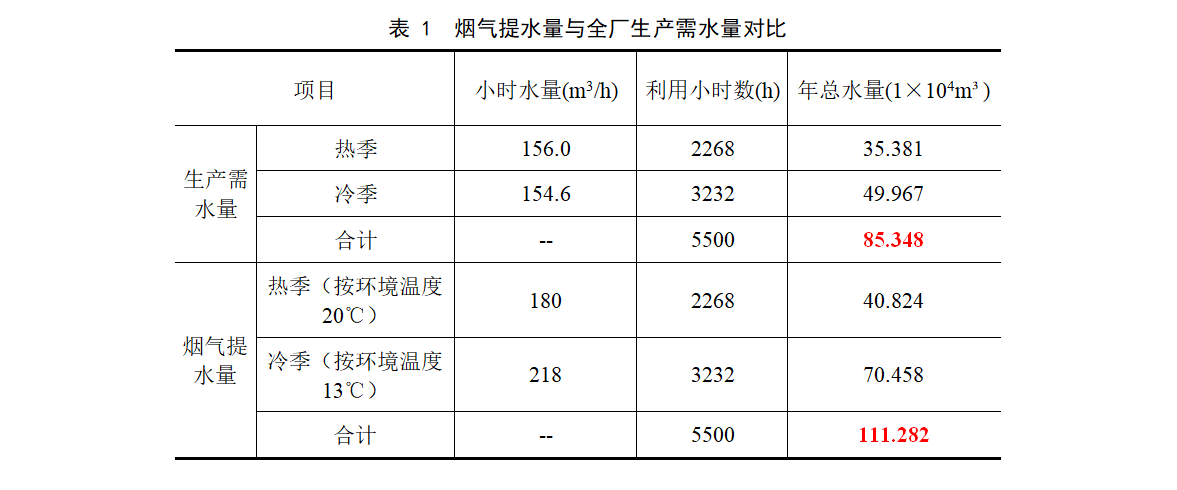 表 1 烟气提水量与全厂生产需水量对比
项目 小时水量(m³/h) 利用小时数(h) 年总水量(1×10⁴m³)
生产需水量 热季 156.0 2268 35.381
冷季 154.6 3232 49.967
合计 -- 5500 85.348
烟气提水量 热季（按环境温度20℃） 180 2268 40.824
冷季（按环境温度13℃） 218 3232 70.458
合计 -- 5500 111.282